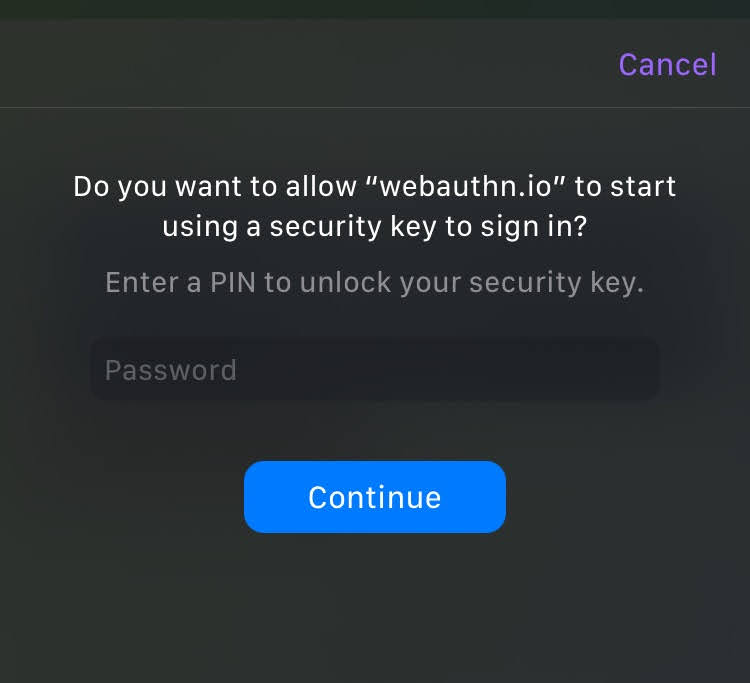 Cancel
Do you want to allow “webauthn.io” to start
using a security key to sign in?
Enter a PIN to unlock your security key.
Password
Continue